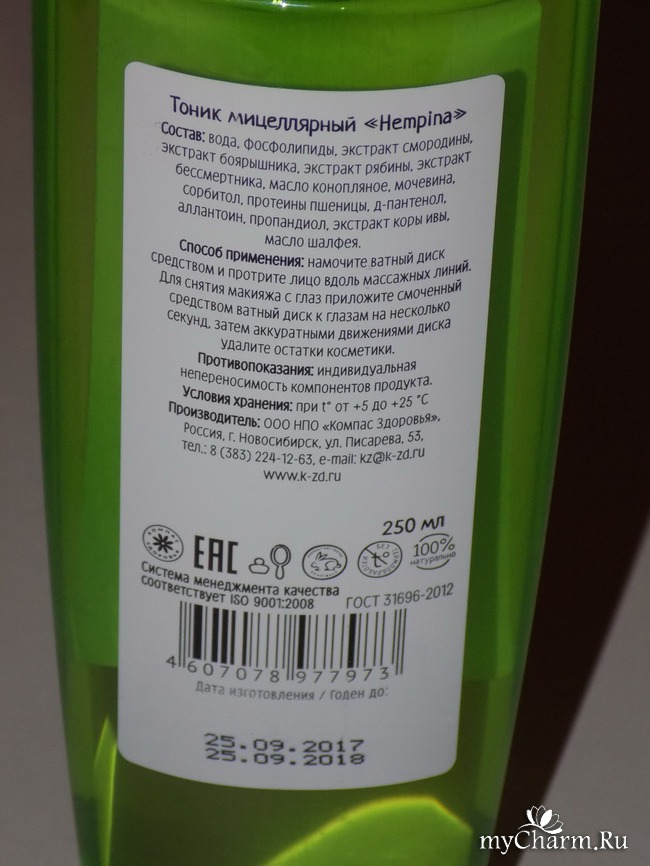 Тоник мицеллярный «Hempina»
Состав: вода, фосфолипиды, экстракт смородины,
экстракт боярышника, экстракт рябины, экстракт
бессмертника, масло конопляное, мочевина,
сорбитол, протеины пшеницы, д-пантенол,
аллантоин, пропандиол, экстракт коры ивы,
масло шалфея.
Способ применения: намочите ватный диск
средством и протрите лицо вдоль массажных линий.
Для снятия макияжа с глаз приложите смоченный
средством ватный диск к глазам на несколько
секунд, затем аккуратными движениями диска
удалите остатки косметики.
Противопоказания: индивидуальная
непереносимость компонентов продукта.
Условия хранения: при t° от +5 до +25 °С
Производитель: ООО НПО «Компас Здоровья»,
Россия, г. Новосибирск, ул. Писарева, 53,
тел.: 8 (383) 224-12-63, e-mail: kz@k-zd.ru
www.k-zd.ru
250 мл
EAC
100%
натурально
Система менеджмента качества
соответствует ISO 9001:2008
ГОСТ 31696-2012
4 607078 977973
Дата изготовления / Годен до:
25.09.2017
25.09.2018
myCharm.Ru